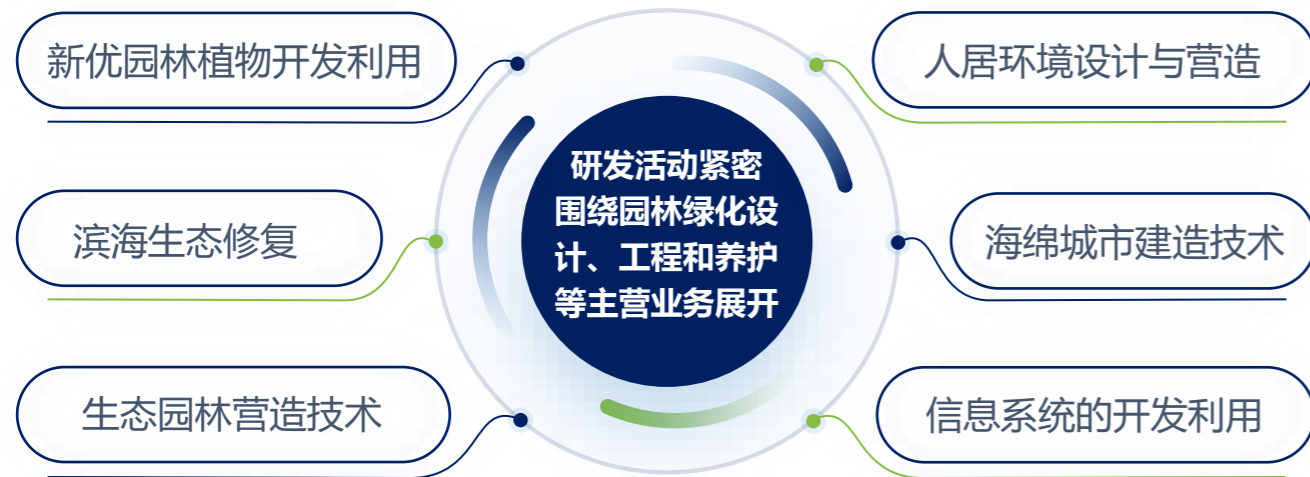 新优园林植物开发利用
人居环境设计与营造
研发活动紧密
围绕园林绿化设
计、工程和养护
等主营业务展开
滨海生态修复
海绵城市建造技术
生态园林营造技术
信息系统的开发利用